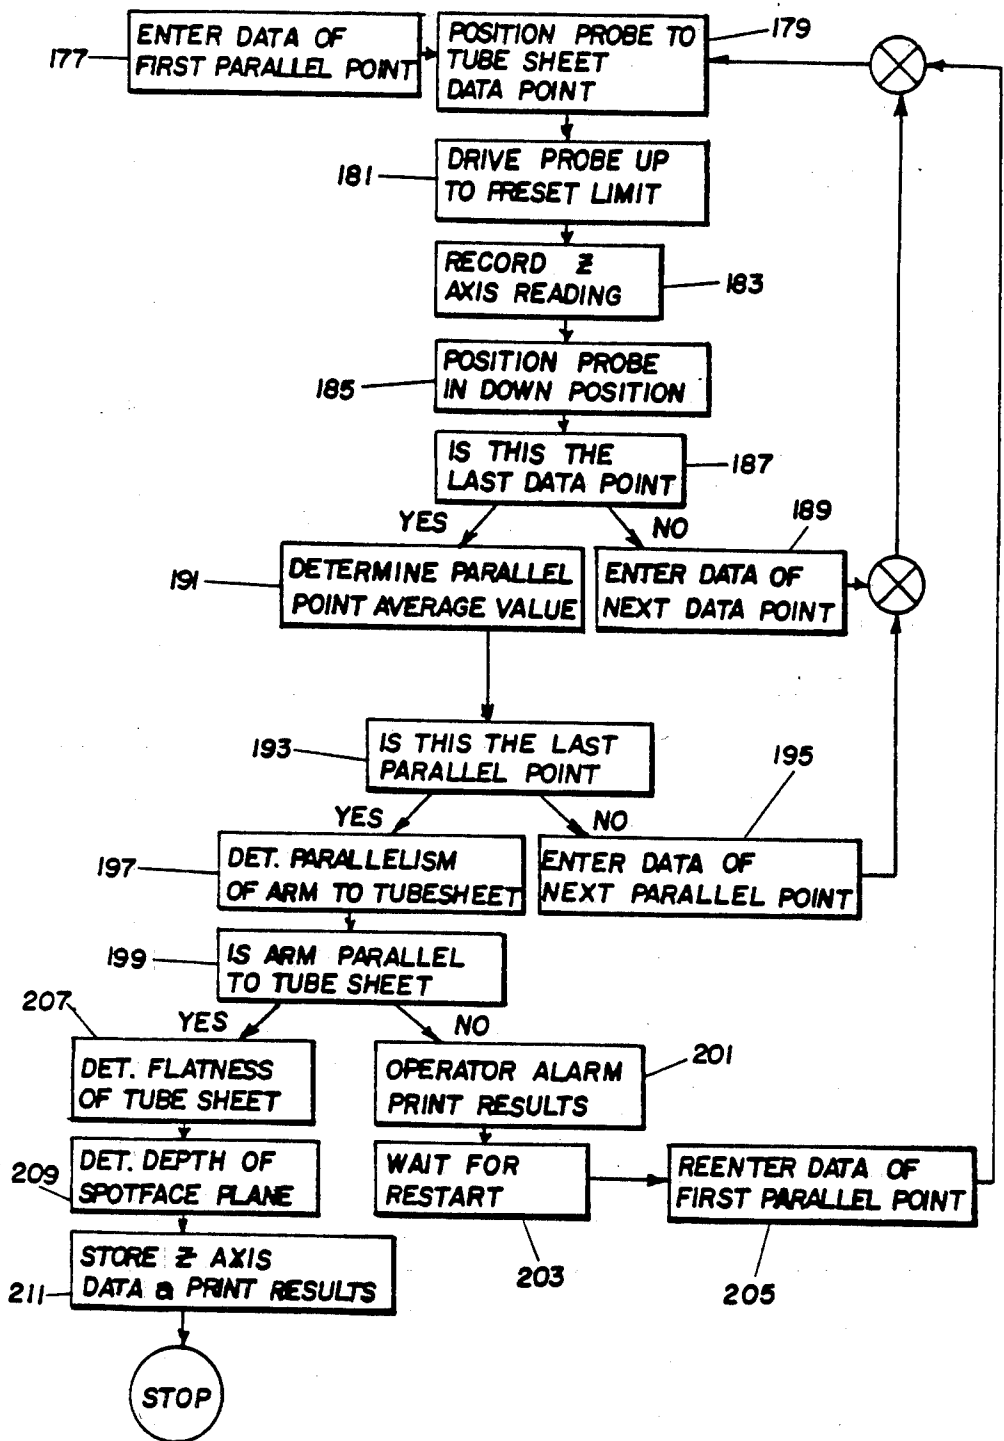 ENTER DATA OF
FIRST PARALLEL POINT
177
POSITION PROBE TO
TUBE SHEET
DATA POINT
179
DRIVE PROBE UP
TO PRESET LIMIT
181
RECORD Z
AXIS READING
183
POSITION PROBE
IN DOWN POSITION
185
IS THIS THE
LAST DATA POINT
187
YES
NO
189
DETERMINE PARALLEL
POINT AVERAGE VALUE
191
ENTER DATA OF
NEXT DATA POINT
IS THIS THE LAST
PARALLEL POINT
193
195
YES
NO
DET. PARALLELISM
OF ARM TO TUBESHEET
197
ENTER DATA OF
NEXT PARALLEL POINT
IS ARM PARALLEL
TO TUBE SHEET
199
207
YES
NO
DET. FLATNESS
OF TUBE SHEET
OPERATOR ALARM
PRINT RESULTS
201
DET. DEPTH OF
SPOTFACE PLANE
209
WAIT FOR
RESTART
203
REENTER DATA OF
FIRST PARALLEL POINT
205
STORE Z AXIS
DATA a PRINT RESULTS
211
STOP